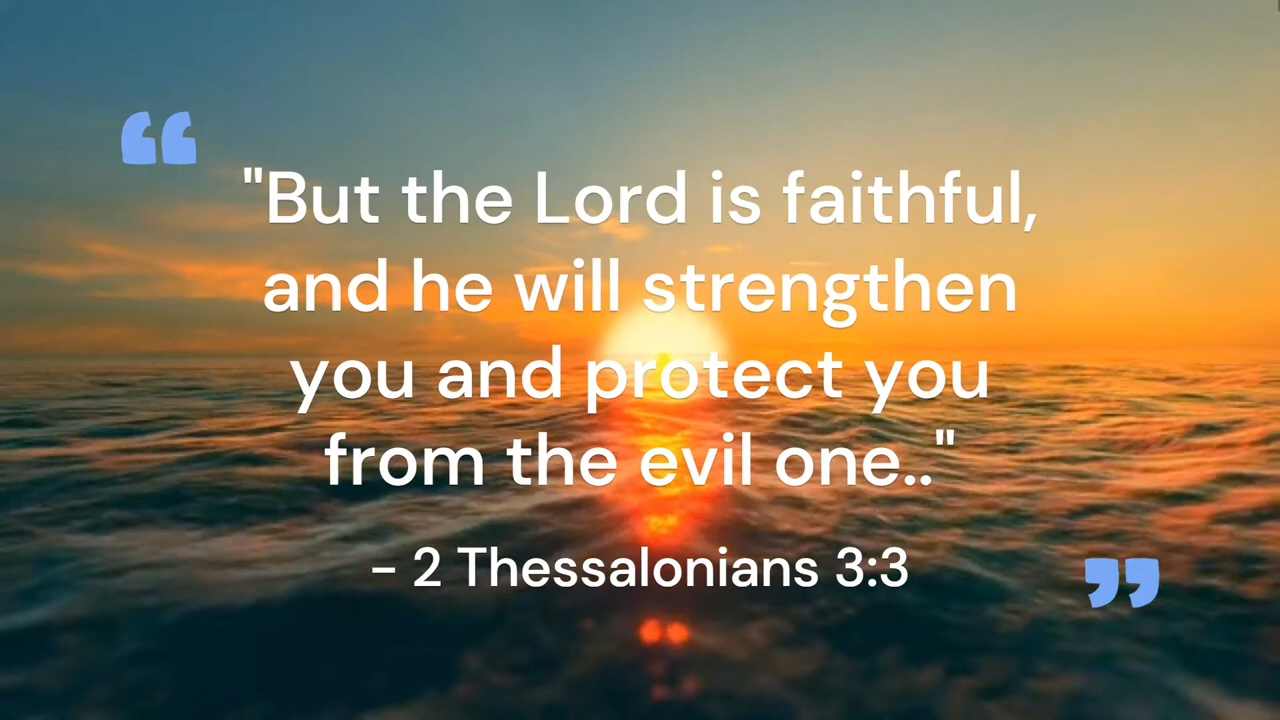 “
"But the Lord is faithful,
and he will strengthen
you and protect you
from the evil one.."
– 2 Thessalonians 3:3
”